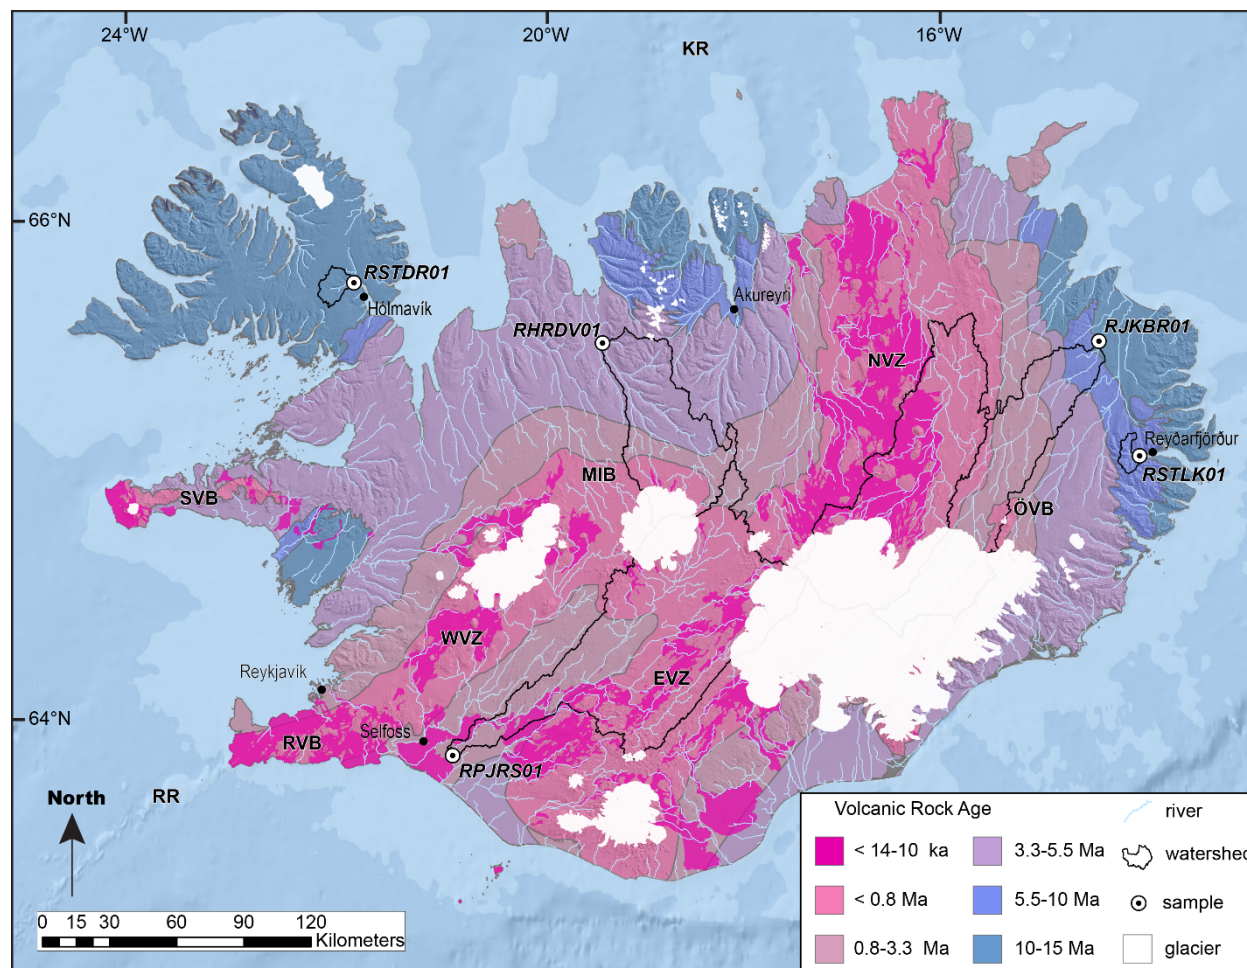 24°W
20°W
16°W
KR
66°N
RSTDR01
Hólmavík
RHRDV01
Akureyri
RJKBR01
NVZ
Reyðarfjörður
RSTLK01
MIB
SVB
ÖVB
WVZ
Reykjavík
EVZ
64°N
Selfoss
RVB
RPJRS01
North
RR
0 15 30 60 90 120
Kilometers
Volcanic Rock Age
< 14-10 ka
< 0.8 Ma
0.8-3.3 Ma
3.3-5.5 Ma
5.5-10 Ma
10-15 Ma
river
watershed
sample
glacier